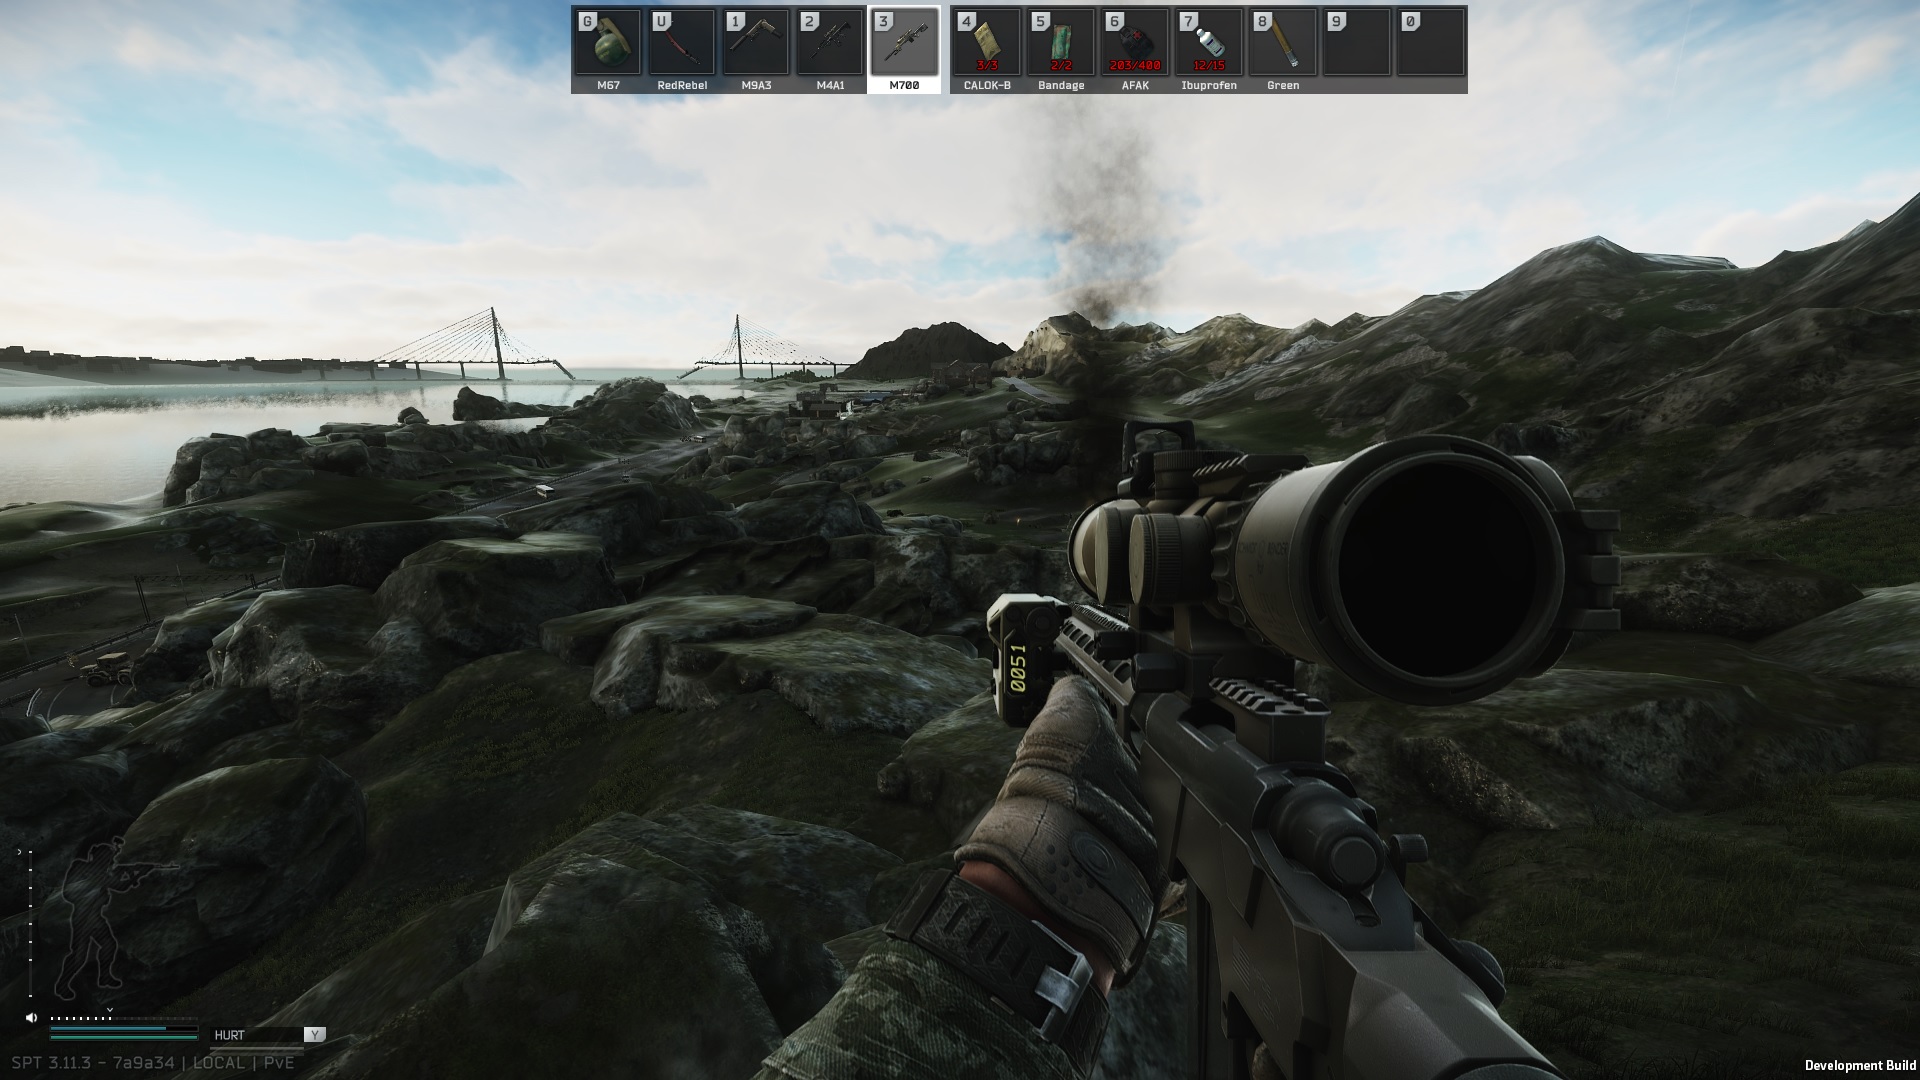 G U 1 2 3 4 5 6 7 8 9 0
3/3 2/2 203/400 12/15
M67 RedRebel M9A3 M4A1 M700 CALOK-B Bandage AFAK Ibuprofen Green
0051
HURT Y
SPT 3.11.3 - 7a9a34 | LOCAL | PvE
Development Build